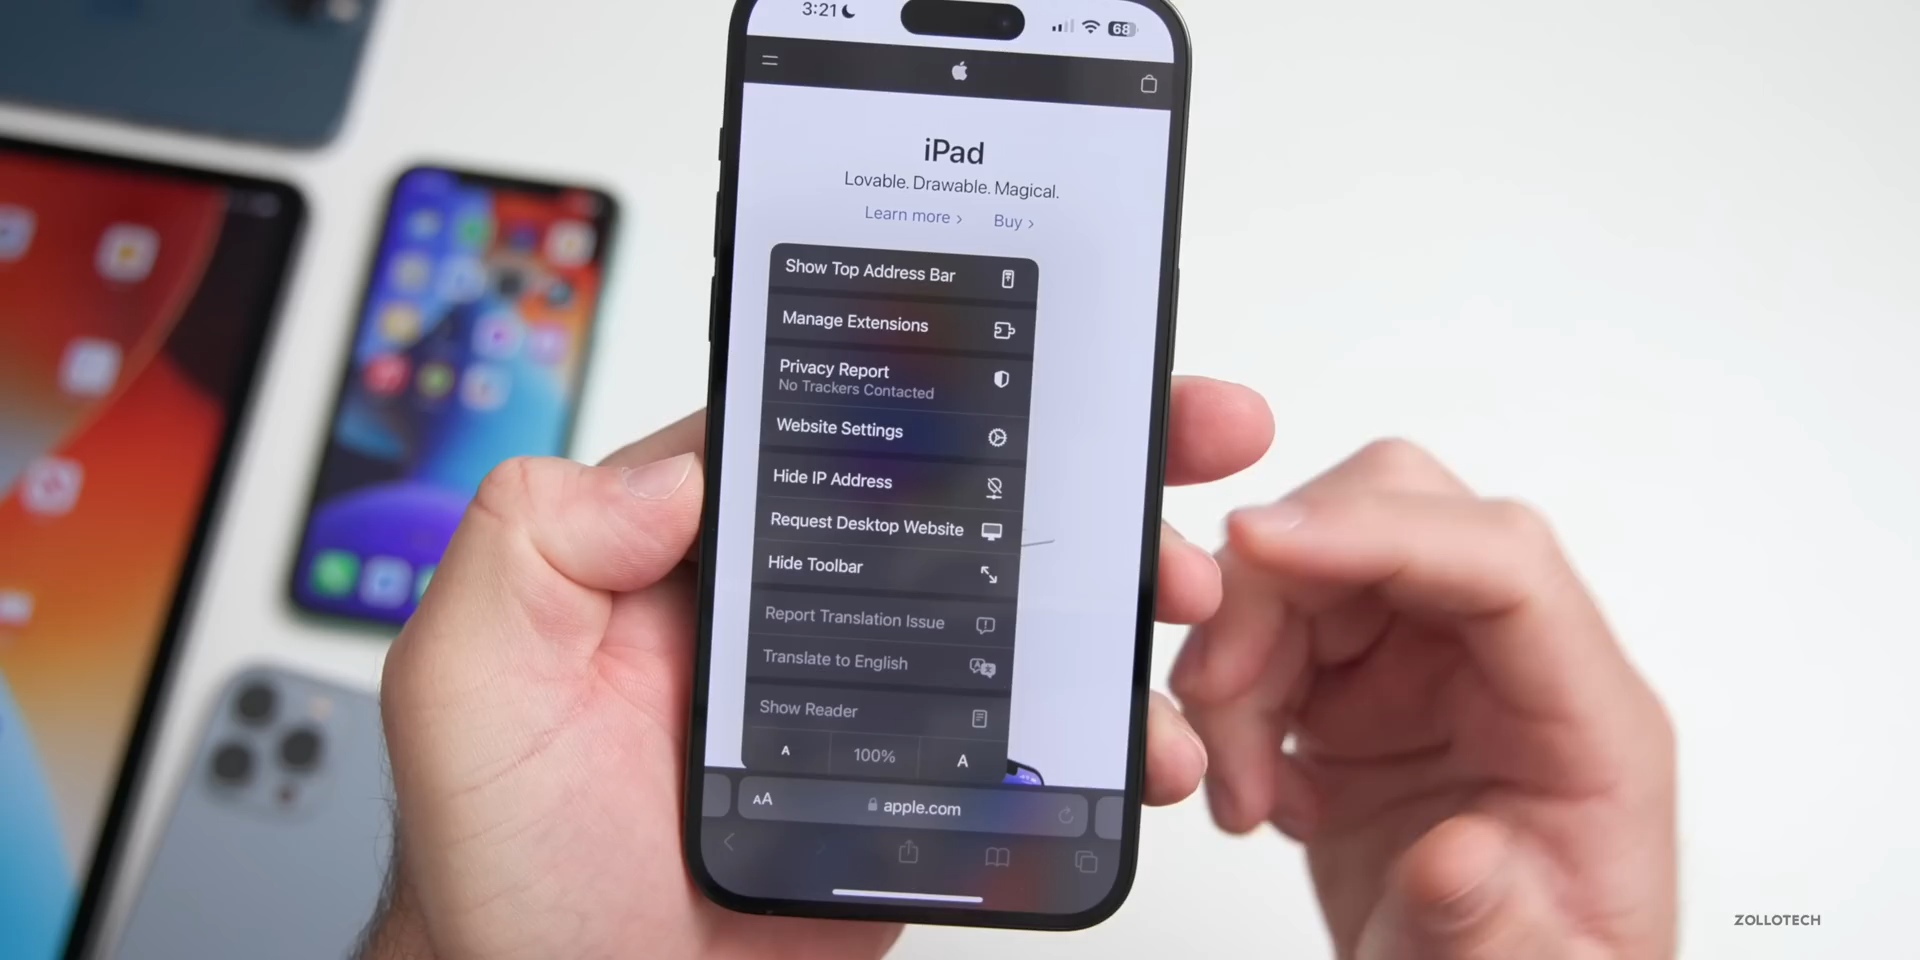 3:21
68
iPad
Lovable. Drawable. Magical.
Learn more > Buy >
Show Top Address Bar
Manage Extensions
Privacy Report
No Trackers Contacted
Website Settings
Hide IP Address
Request Desktop Website
Hide Toolbar
Report Translation Issue
Translate to English
Show Reader
A 100% A
AA apple.com
ZOLLOTECH